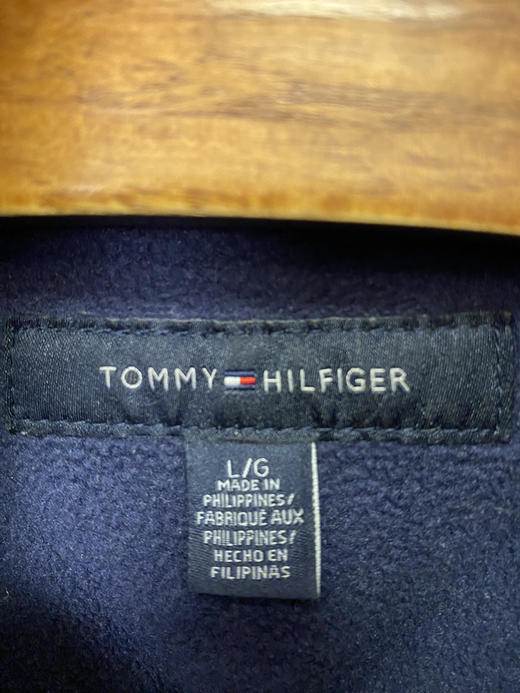 TOMMY HILFIGER
L/G
MADE IN
PHILIPPINES/
FABRIQUÉ AUX
PHILIPPINES/
HECHO EN
FILIPINAS